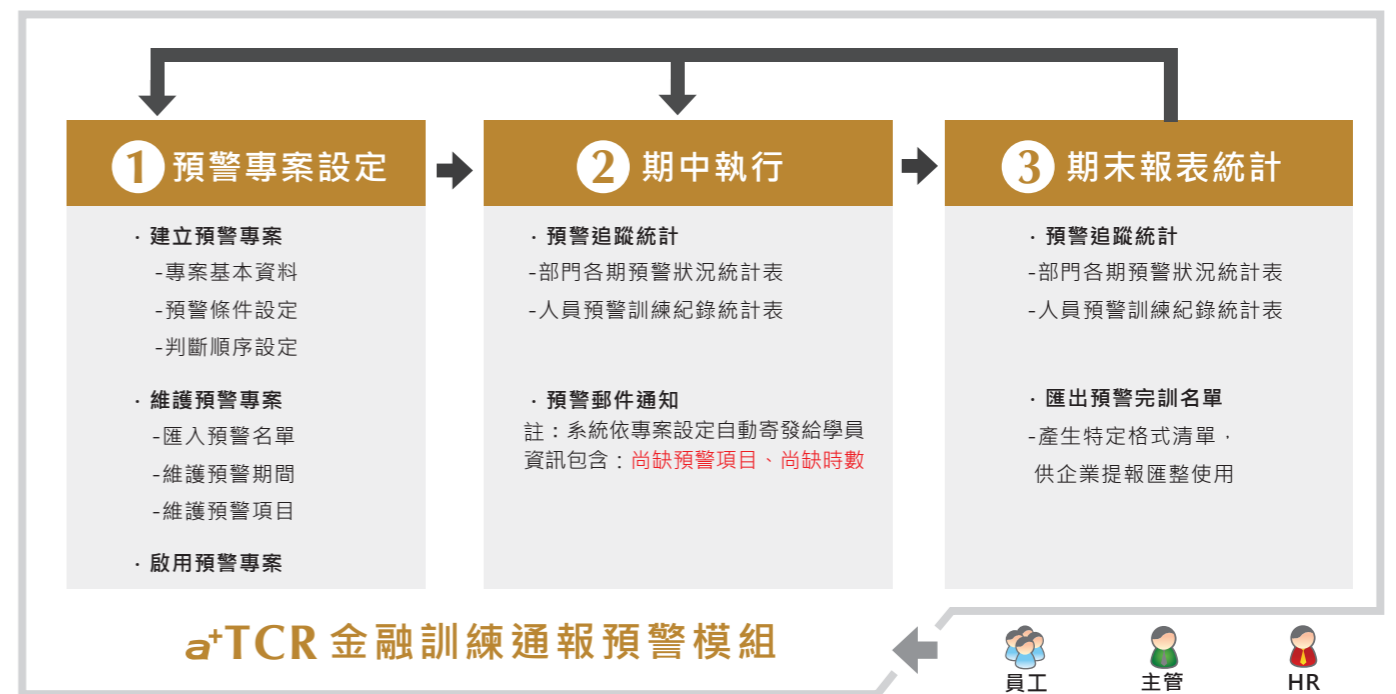 1 預警專案設定
· 建立預警專案
-專案基本資料
-預警條件設定
-判斷順序設定
· 維護預警專案
-匯入預警名單
-維護預警期間
-維護預警項目
· 啟用預警專案
2 期中執行
· 預警追蹤統計
-部門各期預警狀況統計表
-人員預警訓練紀錄統計表
· 預警郵件通知
註：系統依專案設定自動寄發給學員
資訊包含：尚缺預警項目、尚缺時數
3 期末報表統計
· 預警追蹤統計
-部門各期預警狀況統計表
-人員預警訓練紀錄統計表
· 匯出預警完訓名單
-產生特定格式清單，
供企業提報匯整使用
a⁺TCR 金融訓練通報預警模組
員工
主管
HR